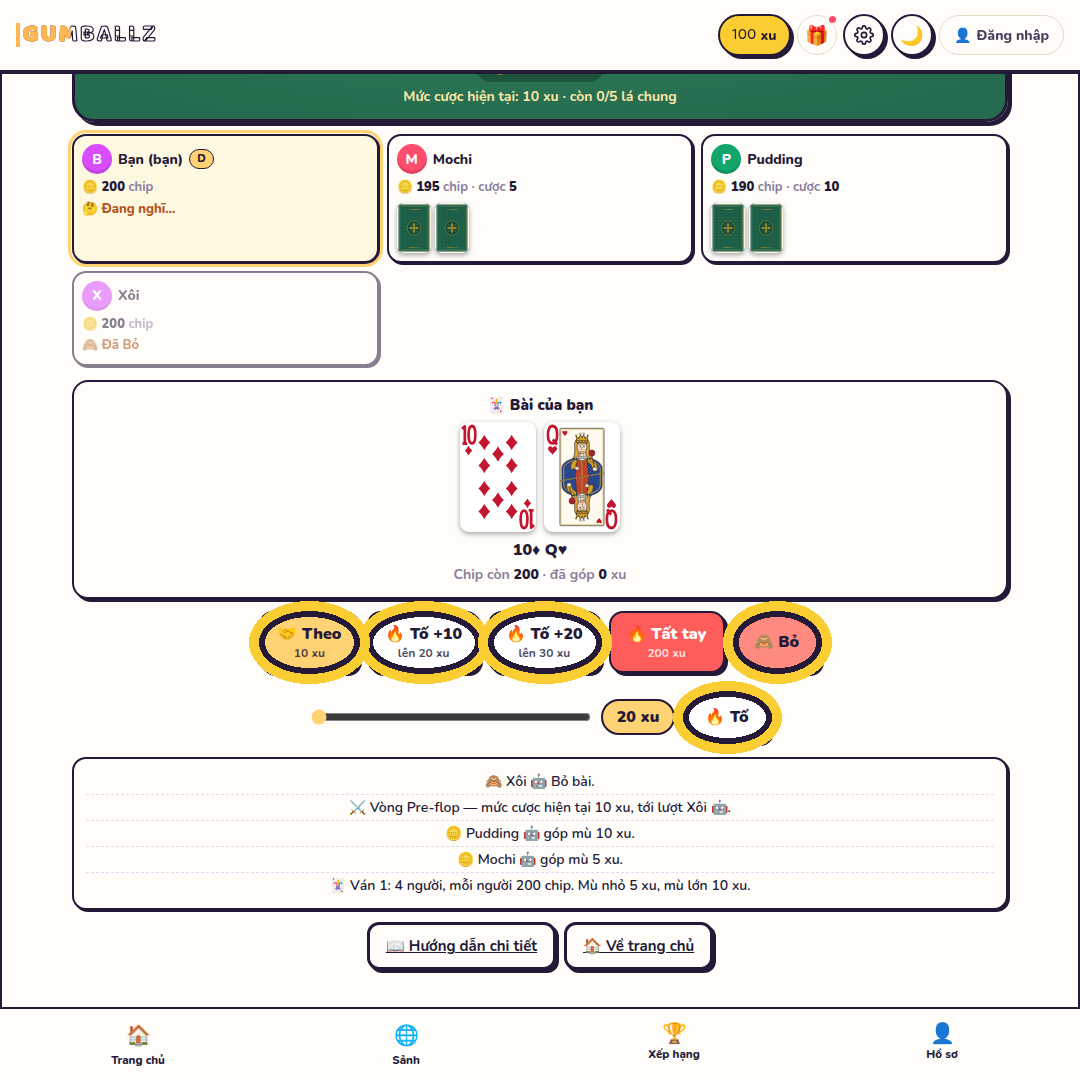 GUMBALLZ
100 xu
Đăng nhập
Mức cược hiện tại: 10 xu · còn 0/5 lá chung
B Bạn (bạn) D
200 chip
Đang nghĩ...
M Mochi
195 chip · cược 5
P Pudding
190 chip · cược 10
X Xôi
200 chip
Đã Bỏ
Bài của bạn
10 10
Q Q
10♦ Q♥
Chip còn 200 · đã góp 0 xu
Theo
10 xu
Tố +10
lên 20 xu
Tố +20
lên 30 xu
Tất tay
200 xu
Bỏ
20 xu
Tố
Xôi Bỏ bài.
Vòng Pre-flop — mức cược hiện tại 10 xu, tới lượt Xôi .
Pudding góp mù 10 xu.
Mochi góp mù 5 xu.
Ván 1: 4 người, mỗi người 200 chip. Mù nhỏ 5 xu, mù lớn 10 xu.
Hướng dẫn chi tiết
Về trang chủ
Trang chủ
Sảnh
Xếp hạng
Hồ sơ